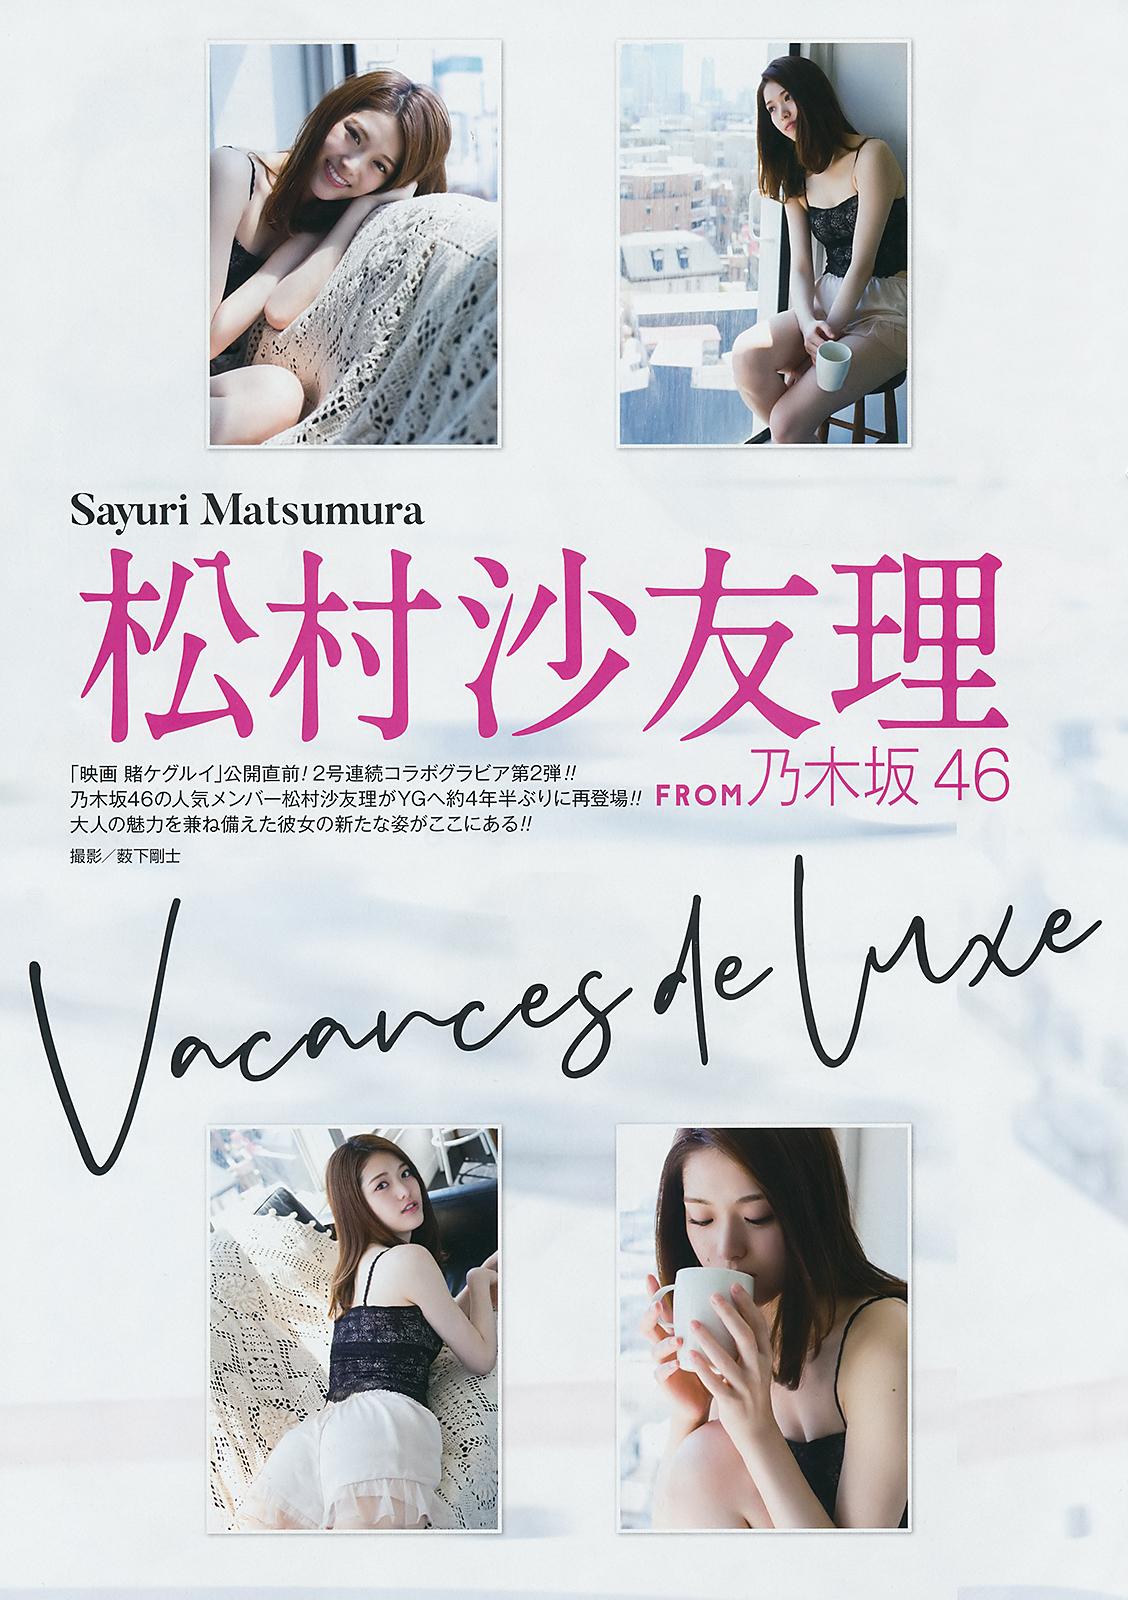 Sayuri Matsumura
松村沙友理
FROM乃木坂46
「映画 賭ケグルイ」公開直前!2号連続コラボグラビア第2弾!!
乃木坂46の人気メンバー松村沙友理がYGへ約4年半ぶりに再登場!!
大人の魅力を兼ね備えた彼女の新たな姿がここにある!!
撮影／薮下剛士
Vacances de Luxe